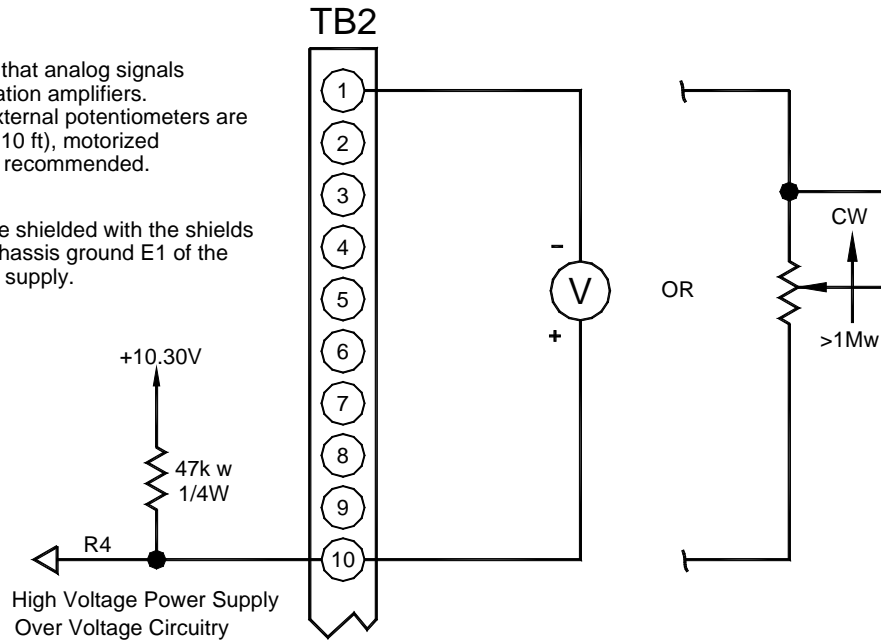 TB2
that analog signals
ation amplifiers.
xternal potentiometers are
10 ft), motorized
recommended.
e shielded with the shields
hassis ground E1 of the
supply.
1
2
3
4
5
6
7
8
9
10
+10.30V
47k w
1/4W
R4
High Voltage Power Supply
Over Voltage Circuitry
-
V
+
OR
CW
>1Mw